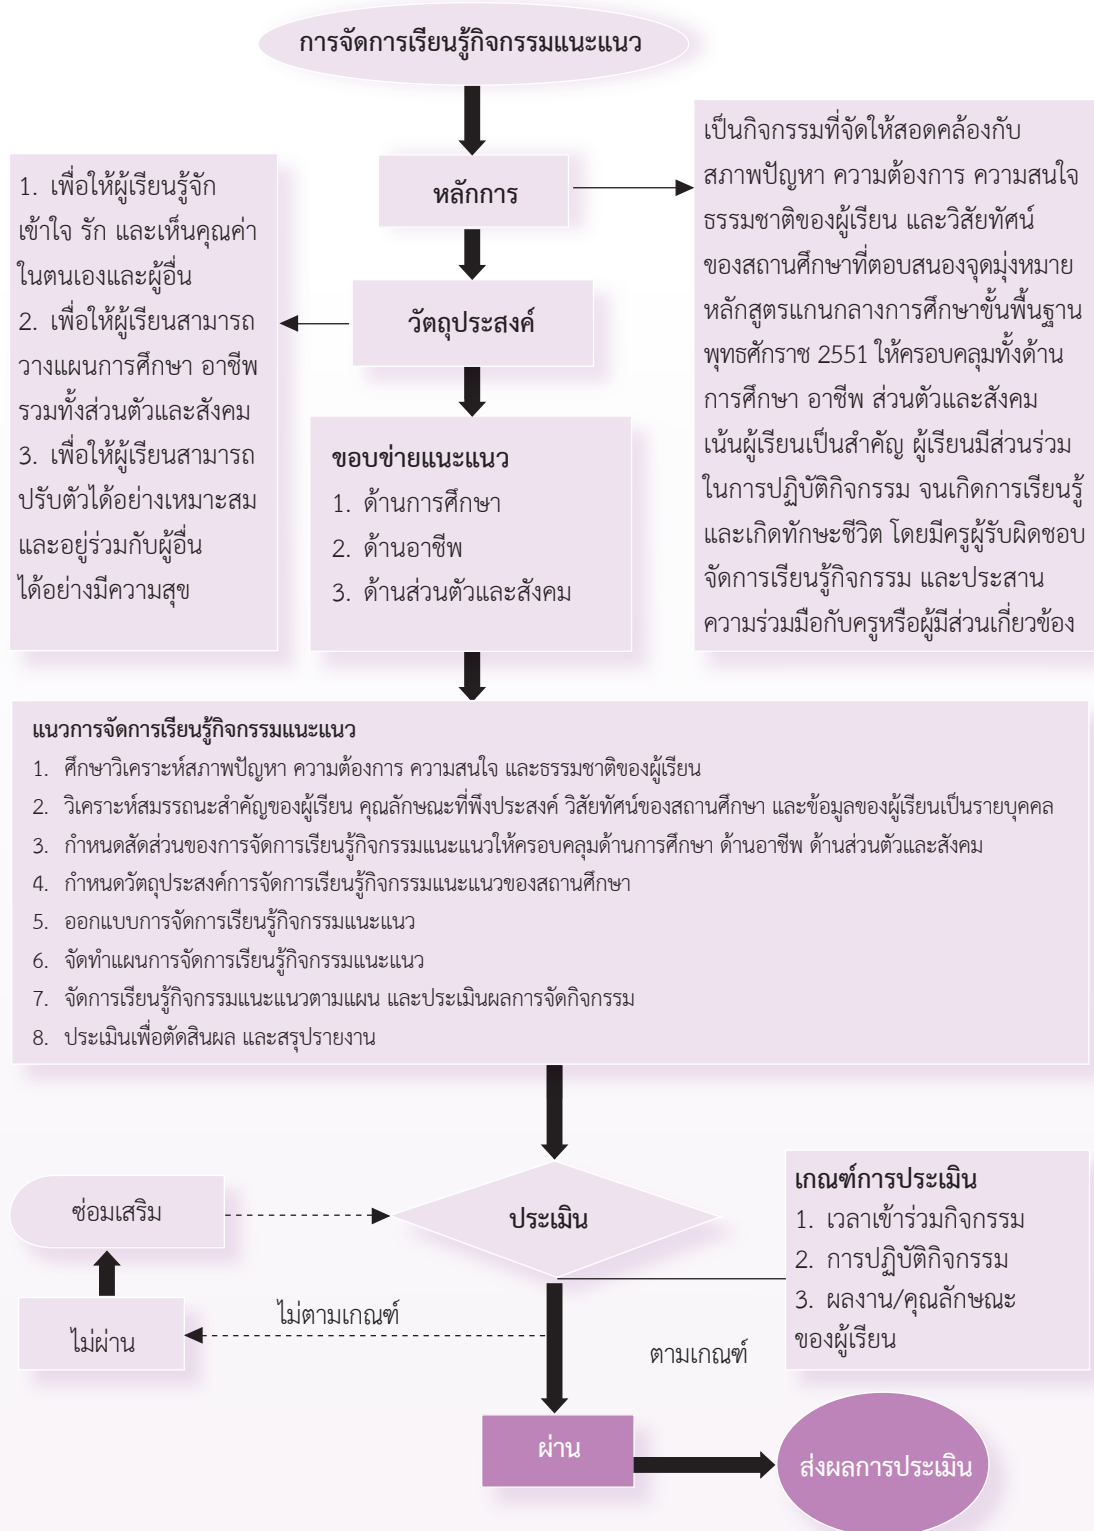 การจัดการเรียนรู้กิจกรรมแนะแนว
หลักการ
เป็นกิจกรรมที่จัดให้สอดคล้องกับ
สภาพปัญหา ความต้องการ ความสนใจ
ธรรมชาติของผู้เรียน และวิสัยทัศน์
ของสถานศึกษาที่ตอบสนองจุดมุ่งหมาย
หลักสูตรแกนกลางการศึกษาขั้นพื้นฐาน
พุทธศักราช 2551 ให้ครอบคลุมทั้งด้าน
การศึกษา อาชีพ ส่วนตัวและสังคม
เน้นผู้เรียนเป็นสำคัญ ผู้เรียนมีส่วนร่วม
ในการปฏิบัติกิจกรรม จนเกิดการเรียนรู้
และเกิดทักษะชีวิต โดยมีครูผู้รับผิดชอบ
จัดการเรียนรู้กิจกรรม และประสาน
ความร่วมมือกับครูหรือผู้มีส่วนเกี่ยวข้อง
วัตถุประสงค์
1. เพื่อให้ผู้เรียนรู้จัก
เข้าใจ รัก และเห็นคุณค่า
ในตนเองและผู้อื่น
2. เพื่อให้ผู้เรียนสามารถ
วางแผนการศึกษา อาชีพ
รวมทั้งส่วนตัวและสังคม
3. เพื่อให้ผู้เรียนสามารถ
ปรับตัวได้อย่างเหมาะสม
และอยู่ร่วมกับผู้อื่น
ได้อย่างมีความสุข
ขอบข่ายแนะแนว
1. ด้านการศึกษา
2. ด้านอาชีพ
3. ด้านส่วนตัวและสังคม
แนวการจัดการเรียนรู้กิจกรรมแนะแนว
1. ศึกษาวิเคราะห์สภาพปัญหา ความต้องการ ความสนใจ และธรรมชาติของผู้เรียน
2. วิเคราะห์สมรรถนะสำคัญของผู้เรียน คุณลักษณะที่พึงประสงค์ วิสัยทัศน์ของสถานศึกษา และข้อมูลของผู้เรียนเป็นรายบุคคล
3. กำหนดสัดส่วนของการจัดการเรียนรู้กิจกรรมแนะแนวให้ครอบคลุมด้านการศึกษา ด้านอาชีพ ด้านส่วนตัวและสังคม
4. กำหนดวัตถุประสงค์การจัดการเรียนรู้กิจกรรมแนะแนวของสถานศึกษา
5. ออกแบบการจัดการเรียนรู้กิจกรรมแนะแนว
6. จัดทำแผนการจัดการเรียนรู้กิจกรรมแนะแนว
7. จัดการเรียนรู้กิจกรรมแนะแนวตามแผน และประเมินผลการจัดกิจกรรม
8. ประเมินเพื่อตัดสินผล และสรุปรายงาน
ซ่อมเสริม
ประเมิน
เกณฑ์การประเมิน
1. เวลาเข้าร่วมกิจกรรม
2. การปฏิบัติกิจกรรม
3. ผลงาน/คุณลักษณะ
ของผู้เรียน
ไม่ผ่าน
ไม่ตามเกณฑ์
ตามเกณฑ์
ผ่าน
ส่งผลการประเมิน